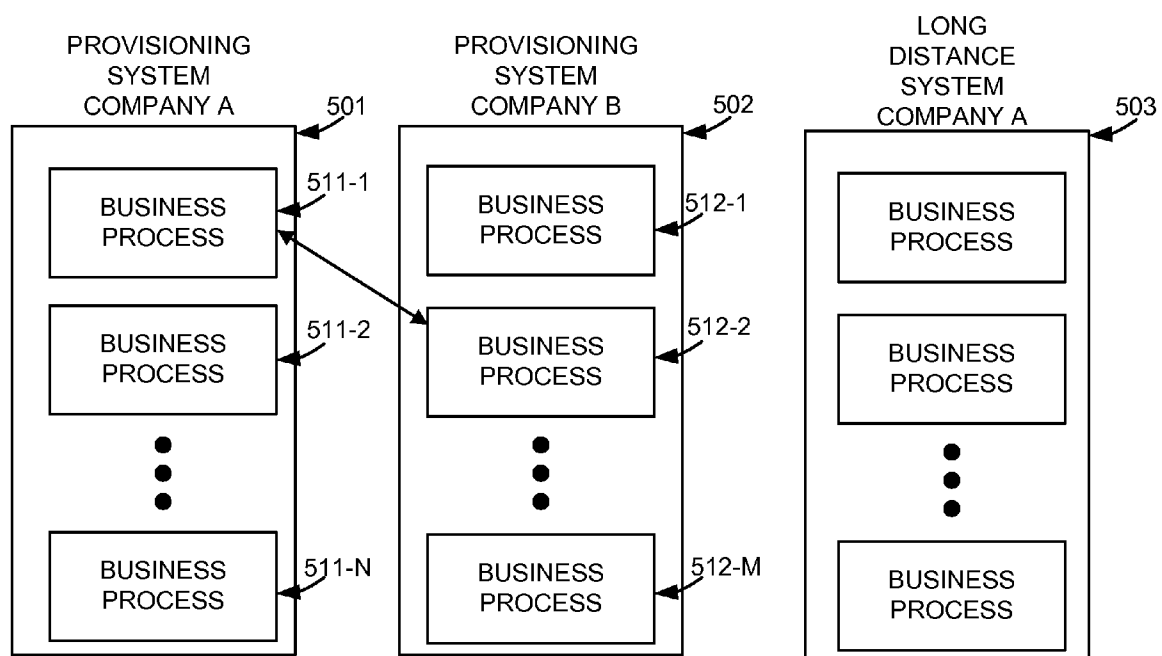 PROVISIONING
SYSTEM
COMPANY A
501
PROVISIONING
SYSTEM
COMPANY B
502
LONG
DISTANCE
SYSTEM
COMPANY A
503
BUSINESS
PROCESS
511-1
BUSINESS
PROCESS
511-2
BUSINESS
PROCESS
511-N
BUSINESS
PROCESS
512-1
BUSINESS
PROCESS
512-2
BUSINESS
PROCESS
512-M
BUSINESS
PROCESS
BUSINESS
PROCESS
BUSINESS
PROCESS